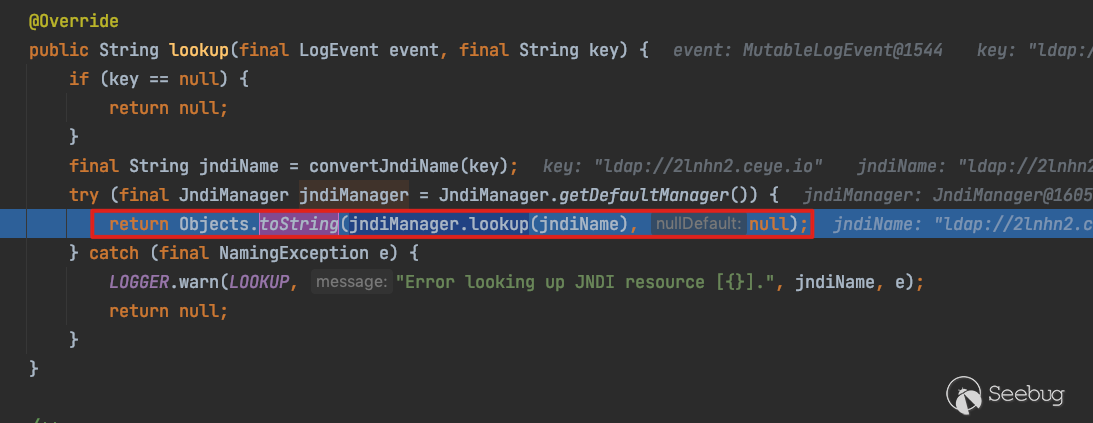 @Override
public String lookup(final LogEvent event, final String key) { event: MutableLogEvent@1544 key: "ldap:/
if (key == null) {
return null;
}
final String jndiName = convertJndiName(key); key: "ldap://2lnhn2.ceye.io" jndiName: "ldap://2lnhn
try (final JndiManager jndiManager = JndiManager.getDefaultManager()) { jndiManager: JndiManager@1605
return Objects.toString(jndiManager.lookup(jndiName), nullDefault: null); jndiName: "ldap://2lnhn2.c
} catch (final NamingException e) {
LOGGER.warn(LOOKUP, message: "Error looking up JNDI resource [{}].", jndiName, e);
return null;
}
}
Seebug